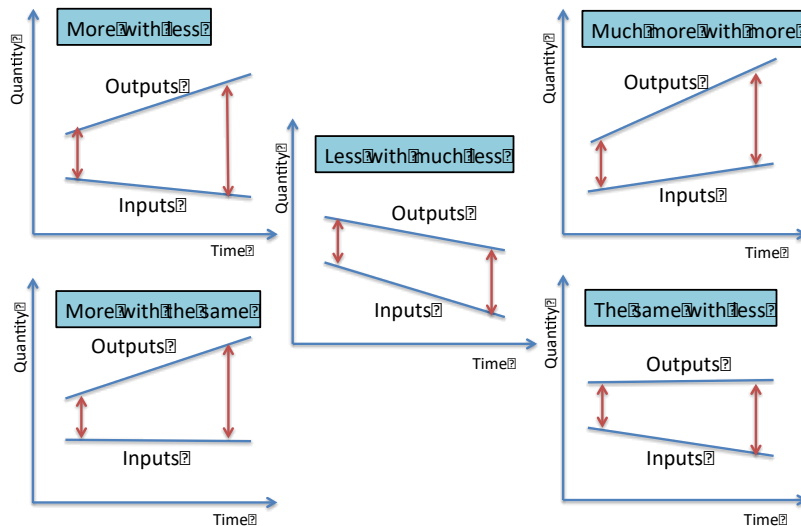 More with less
Quantity
Outputs
Inputs
Time
Much more with more
Quantity
Outputs
Inputs
Time
Less with much less
Quantity
Outputs
Inputs
Time
More with the same
Quantity
Outputs
Inputs
Time
The same with less
Quantity
Outputs
Inputs
Time